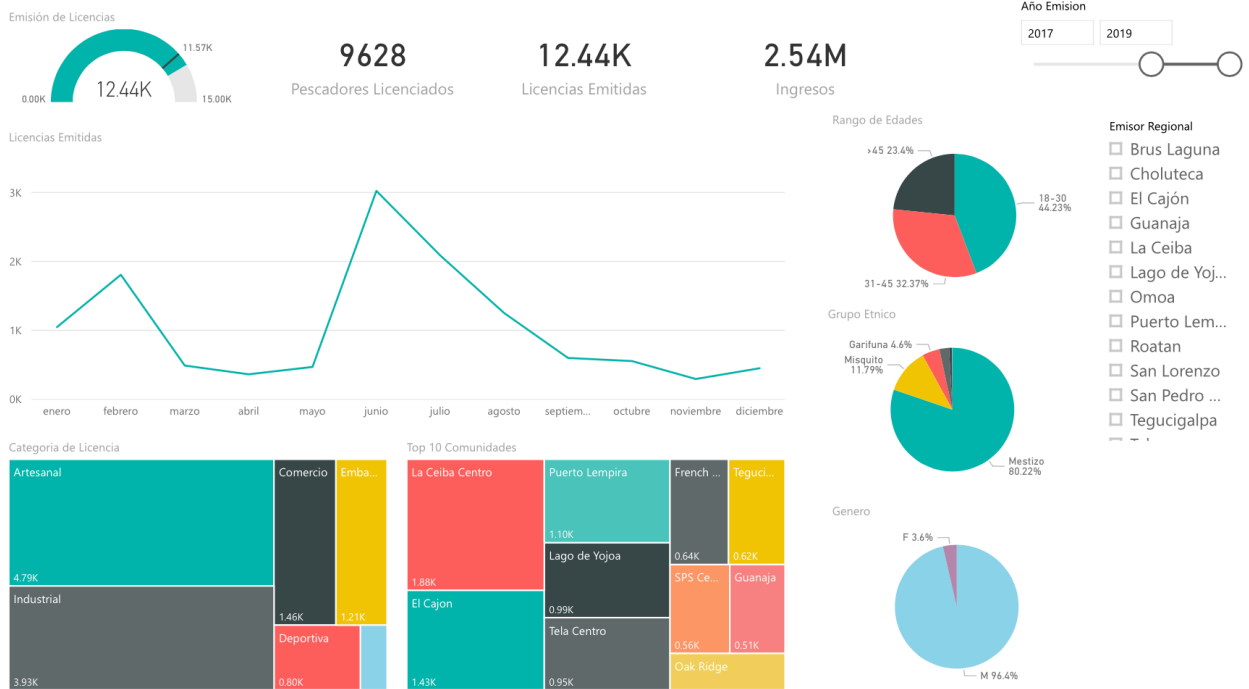 Emisión de Licencias
11.57K
12.44K
0.00K
15.00K
9628
Pescadores Licenciados
12.44K
Licencias Emitidas
2.54M
Ingresos
Año Emision
2017
2019
Licencias Emitidas
3K
2K
1K
0K
enero
febrero
marzo
abril
mayo
junio
julio
agosto
septiem...
octubre
noviembre
diciembre
Rango de Edades
>45 23.4%
18-30
44.23%
31-45 32.37%
Grupo Etnico
Garifuna 4.6%
Misquito
11.79%
Mestizo
80.22%
Genero
F 3.6%
M 96.4%
Emisor Regional
Brus Laguna
Choluteca
El Cajón
Guanaja
La Ceiba
Lago de Yoj...
Omoa
Puerto Lem...
Roatan
San Lorenzo
San Pedro ...
Tegucigalpa
Categoria de Licencia
Artesanal
4.79K
Industrial
3.93K
Comercio
1.46K
Emba...
1.21K
Deportiva
0.80K
Top 10 Comunidades
La Ceiba Centro
1.88K
El Cajon
1.43K
Puerto Lempira
1.10K
Lago de Yojoa
0.99K
Tela Centro
0.95K
French ...
0.64K
Teguci...
0.62K
SPS Ce...
0.56K
Guanaja
0.51K
Oak Ridge